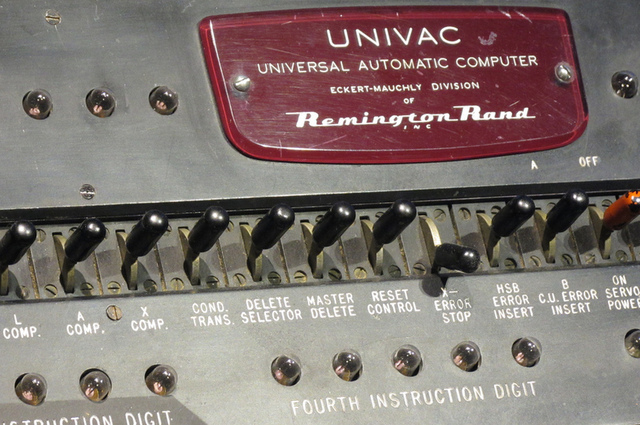 UNIVAC
UNIVERSAL AUTOMATIC COMPUTER
ECKERT-MAUCHLY DIVISION
OF
Remington Rand
INC
A OFF
L COMP.
A COMP.
X COMP.
COND. TRANS.
DELETE SELECTOR
MASTER DELETE
RESET CONTROL
X- ERROR STOP
HSB ERROR INSERT
B C.U. ERROR INSERT
ON SERVO POWER
FOURTH INSTRUCTION DIGIT
INSTRUCTION DIGIT